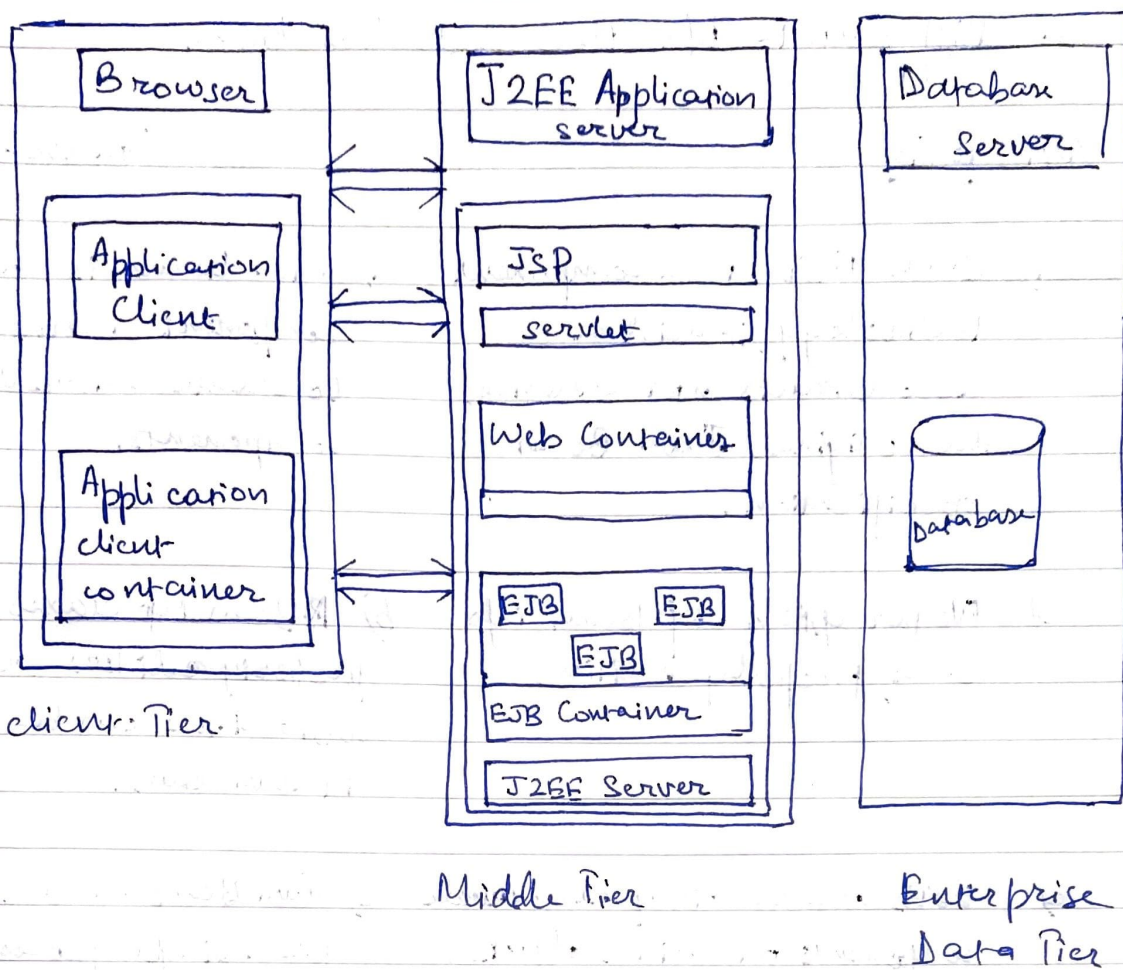 Browser
Application
Client
Application
client
container
client Tier
J2EE Application
server
JSP
servlet
Web Container
EJB
EJB
EJB
EJB Container
J2EE Server
Middle Tier
Database
Server
Database
Enterprise
Data Tier